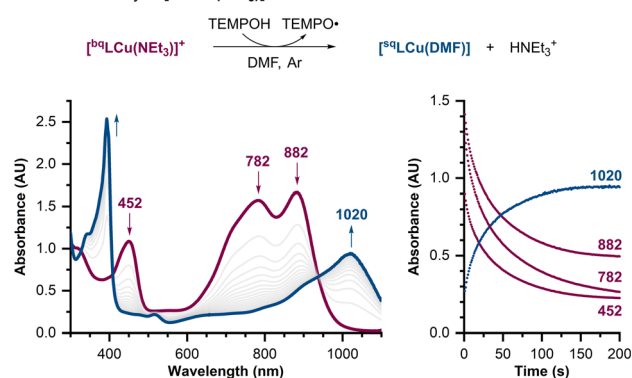 TEMPOH TEMPO•
[bqLCu(NEt3)]+ [sqLCu(DMF)] + HNEt3+
DMF, Ar
2.5
2.0
1.5
1.0
0.5
0.0
Absorbance (AU)
452
782
882
1020
400 600 800 1000
Wavelength (nm)
1.5
1.0
0.5
0.0
Absorbance (AU)
1020
882
782
452
0 50 100 150 200
Time (s)